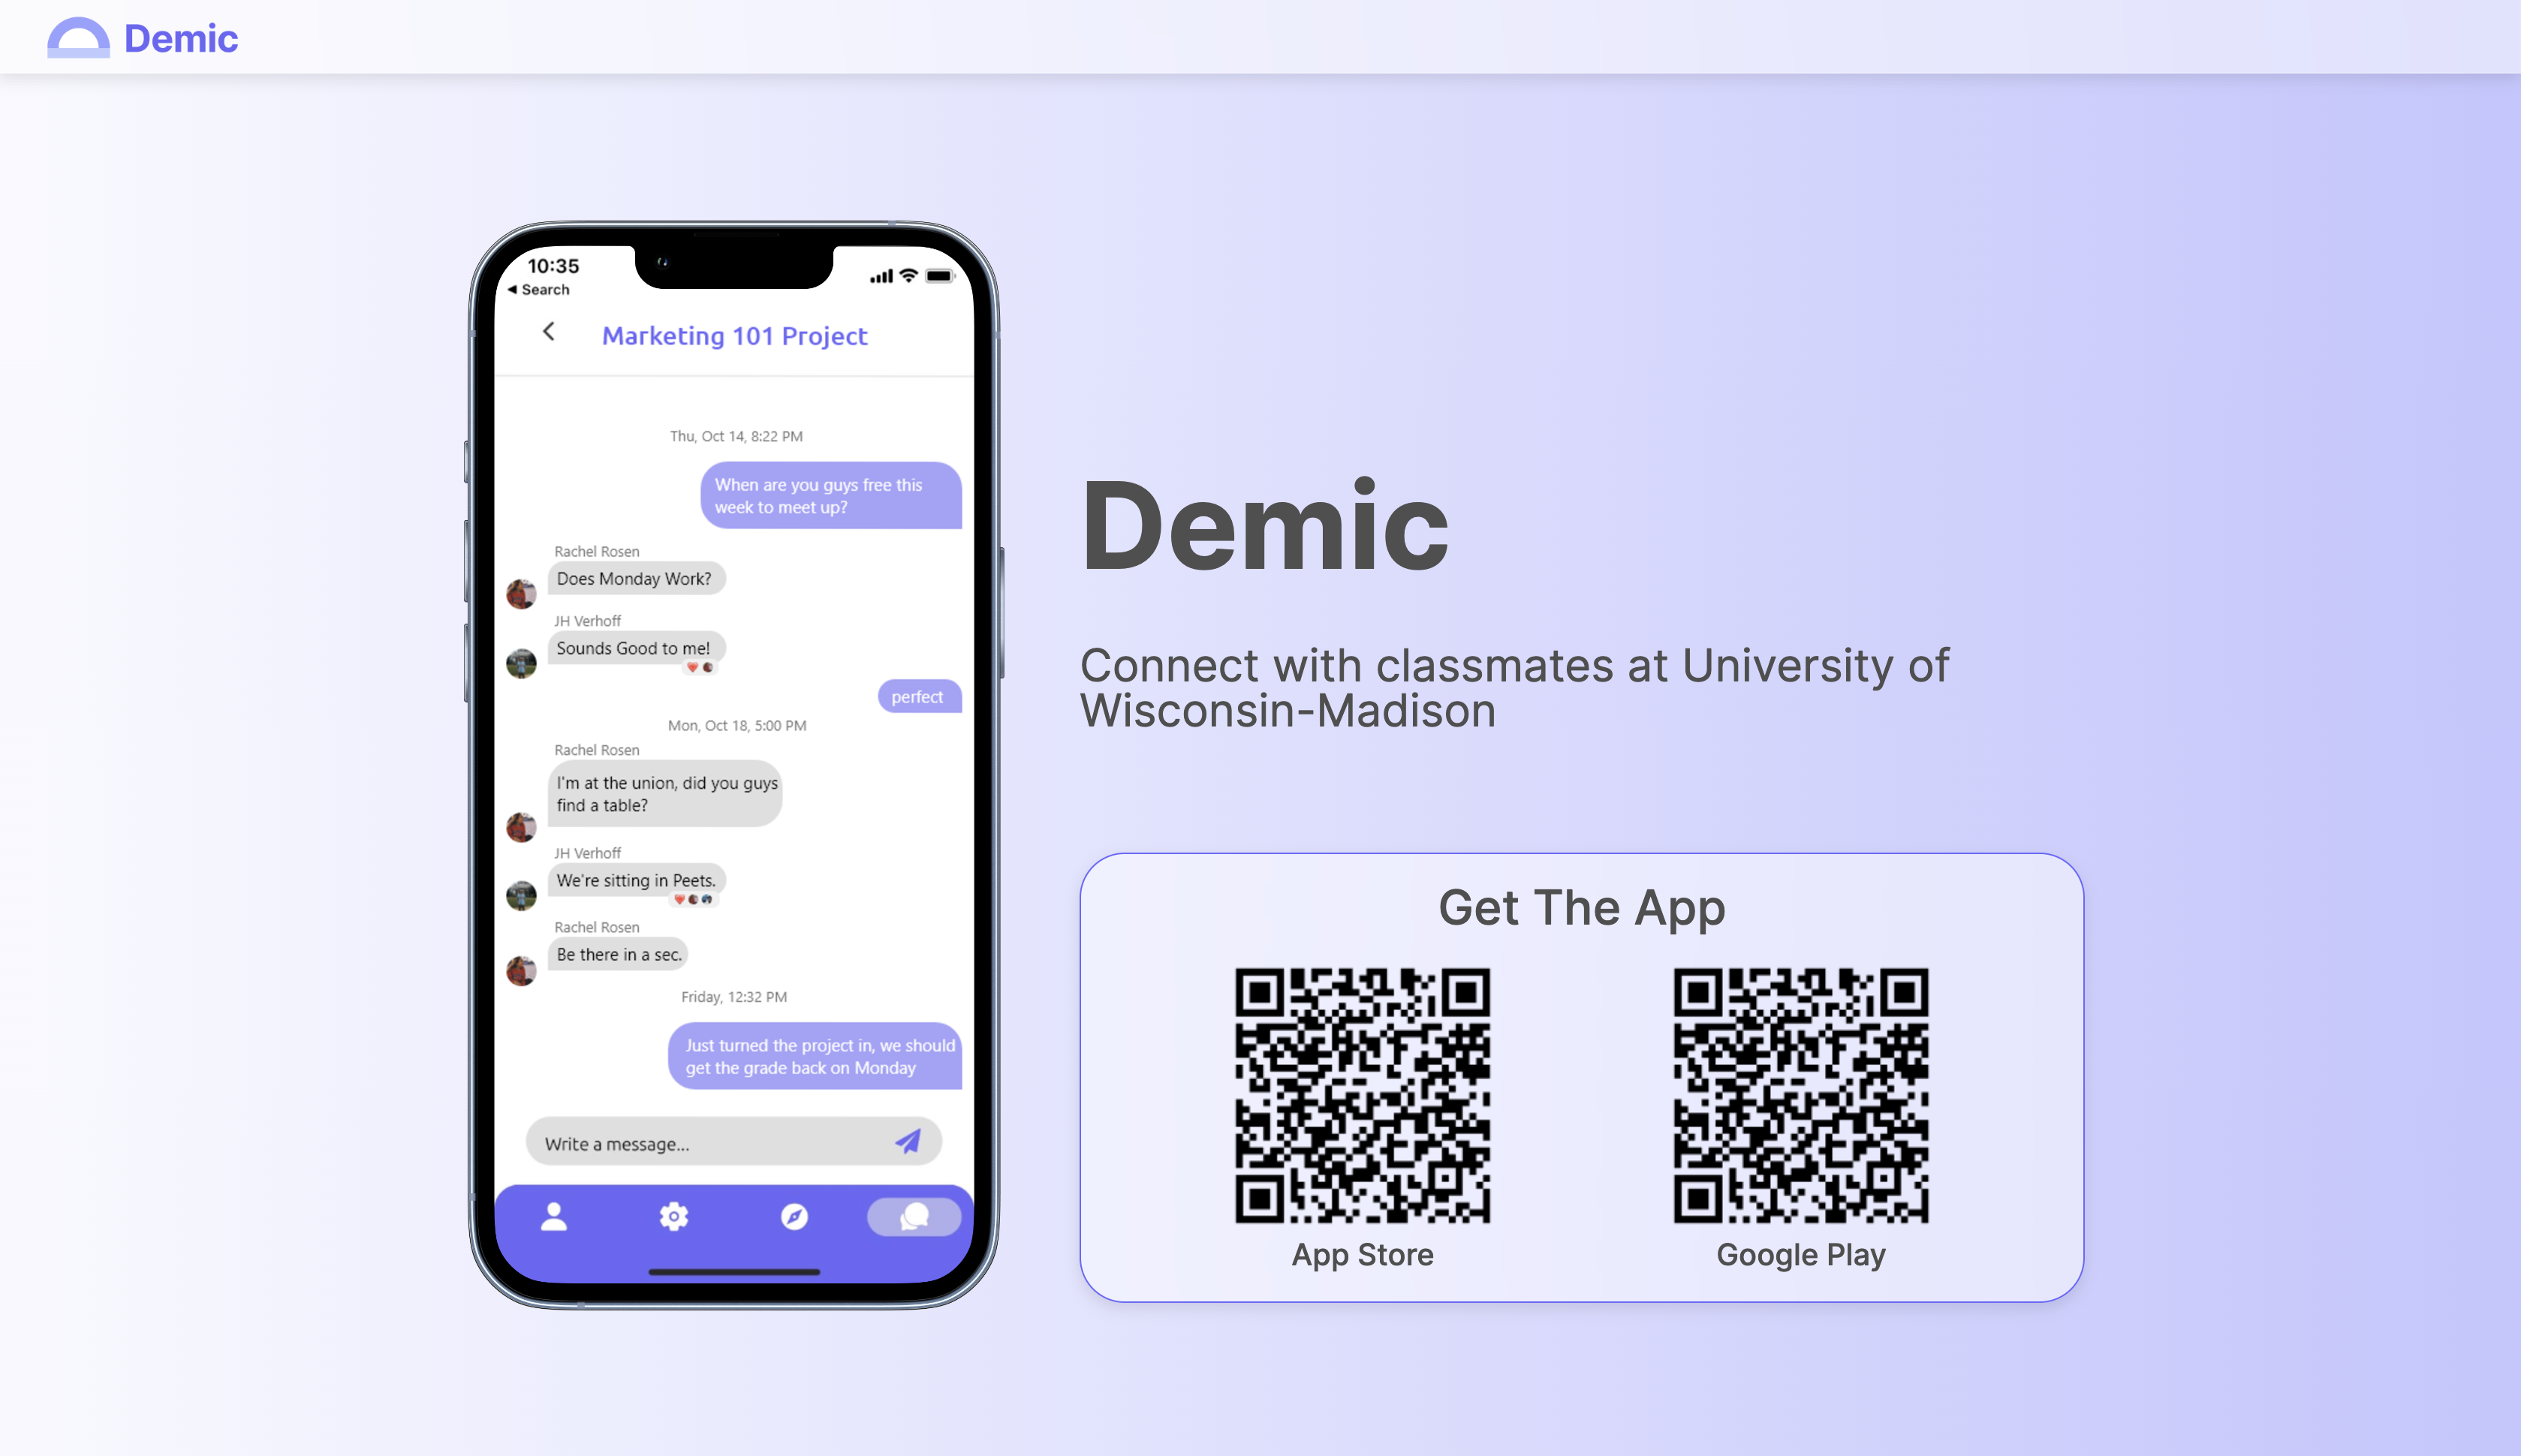 Demic
10:35
Search
Marketing 101 Project
Thu, Oct 14, 8:22 PM
When are you guys free this
week to meet up?
Rachel Rosen
Does Monday Work?
JH Verhoff
Sounds Good to me!
perfect
Mon, Oct 18, 5:00 PM
Rachel Rosen
I'm at the union, did you guys
find a table?
JH Verhoff
We're sitting in Peets.
Rachel Rosen
Be there in a sec.
Friday, 12:32 PM
Just turned the project in, we should
get the grade back on Monday
Write a message...
Demic
Connect with classmates at University of
Wisconsin-Madison
Get The App
App Store
Google Play